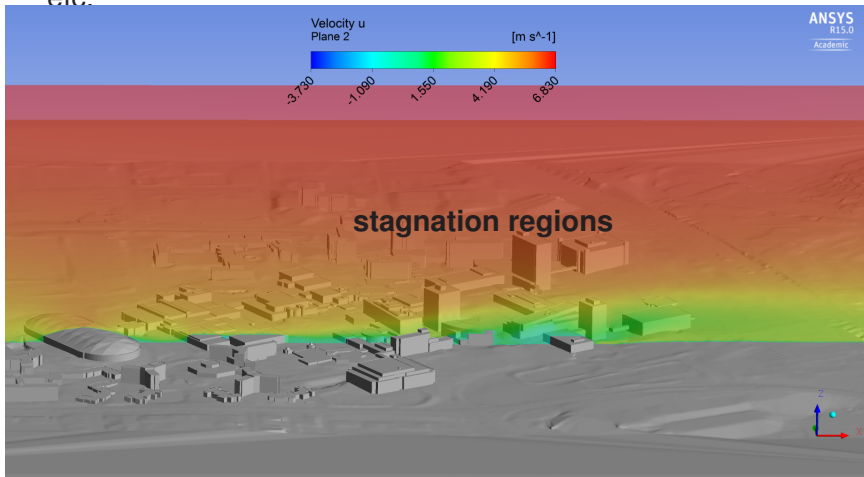 etc.
Velocity u
Plane 2
[m s^-1]
-3.730
-1.090
1.550
4.190
6.830
ANSYS
R15.0
Academic
stagnation regions
Z
X